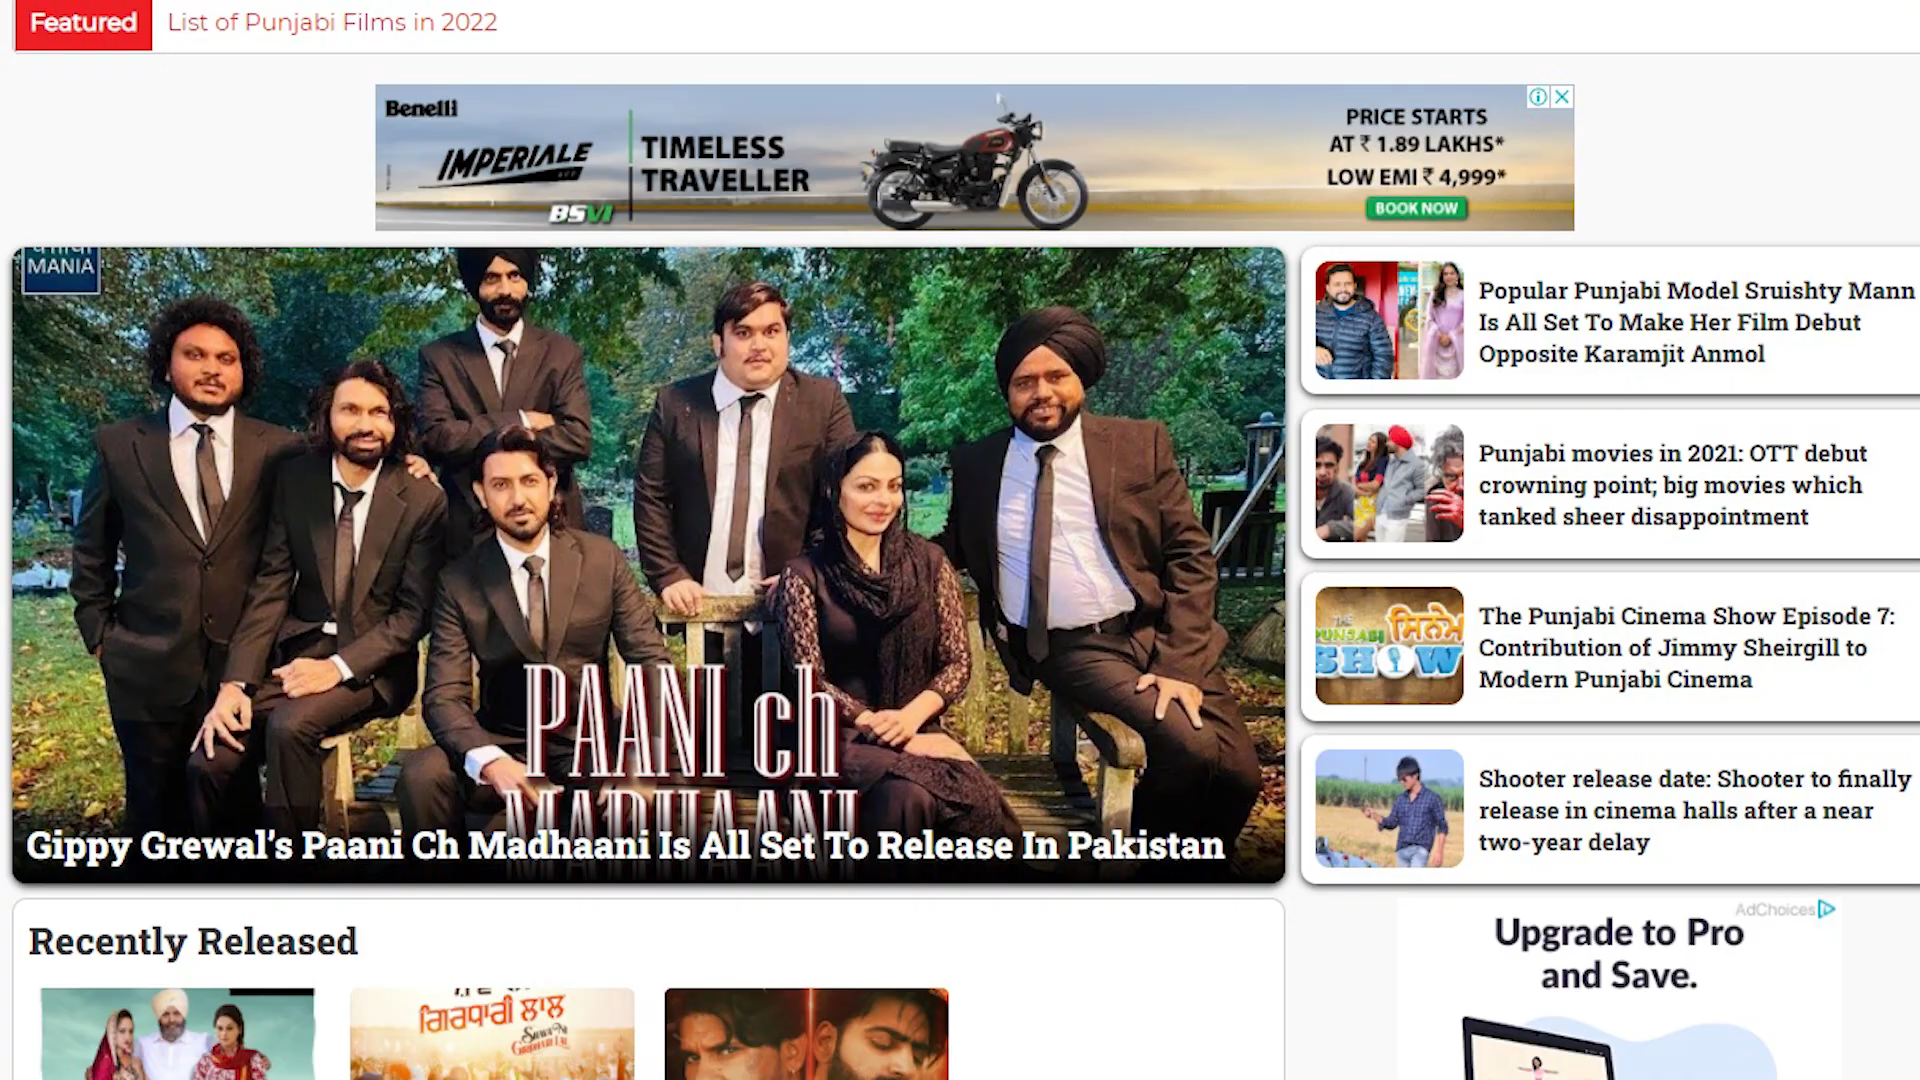 Featured
List of Punjabi Films in 2022
Benelli
IMPERIALE
BSVI
TIMELESS
TRAVELLER
PRICE STARTS
AT ₹ 1.89 LAKHS*
LOW EMI ₹ 4,999*
BOOK NOW
MANIA
PAANI ch
MADHAANI
Gippy Grewal's Paani Ch Madhaani Is All Set To Release In Pakistan
Popular Punjabi Model Sruishty Mann
Is All Set To Make Her Film Debut
Opposite Karamjit Anmol
Punjabi movies in 2021: OTT debut
crowning point; big movies which
tanked sheer disappointment
THE
PUNJABI ਸਿਨੇਮਾ
SHOW
The Punjabi Cinema Show Episode 7:
Contribution of Jimmy Sheirgill to
Modern Punjabi Cinema
Shooter release date: Shooter to finally
release in cinema halls after a near
two-year delay
Recently Released
ਗਿਰਧਾਰੀ ਲਾਲ
AdChoices
Upgrade to Pro
and Save.